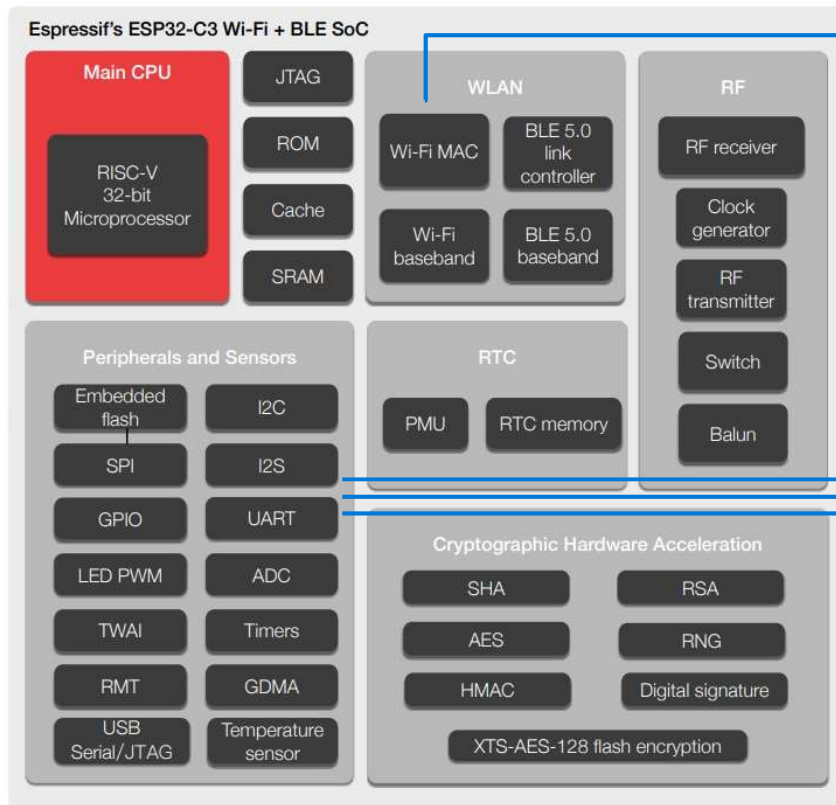 Espressif's ESP32-C3 Wi-Fi + BLE SoC
Main CPU
RISC-V
32-bit
Microprocessor
JTAG
ROM
Cache
SRAM
WLAN
Wi-Fi MAC
BLE 5.0
link
controller
Wi-Fi
baseband
BLE 5.0
baseband
RF
RF receiver
Clock
generator
RF
transmitter
Switch
Balun
Peripherals and Sensors
Embedded
flash
I2C
SPI
I2S
GPIO
UART
LED PWM
ADC
TWAI
Timers
RMT
GDMA
USB
Serial/JTAG
Temperature
sensor
RTC
PMU
RTC memory
Cryptographic Hardware Acceleration
SHA
RSA
AES
RNG
HMAC
Digital signature
XTS-AES-128 flash encryption